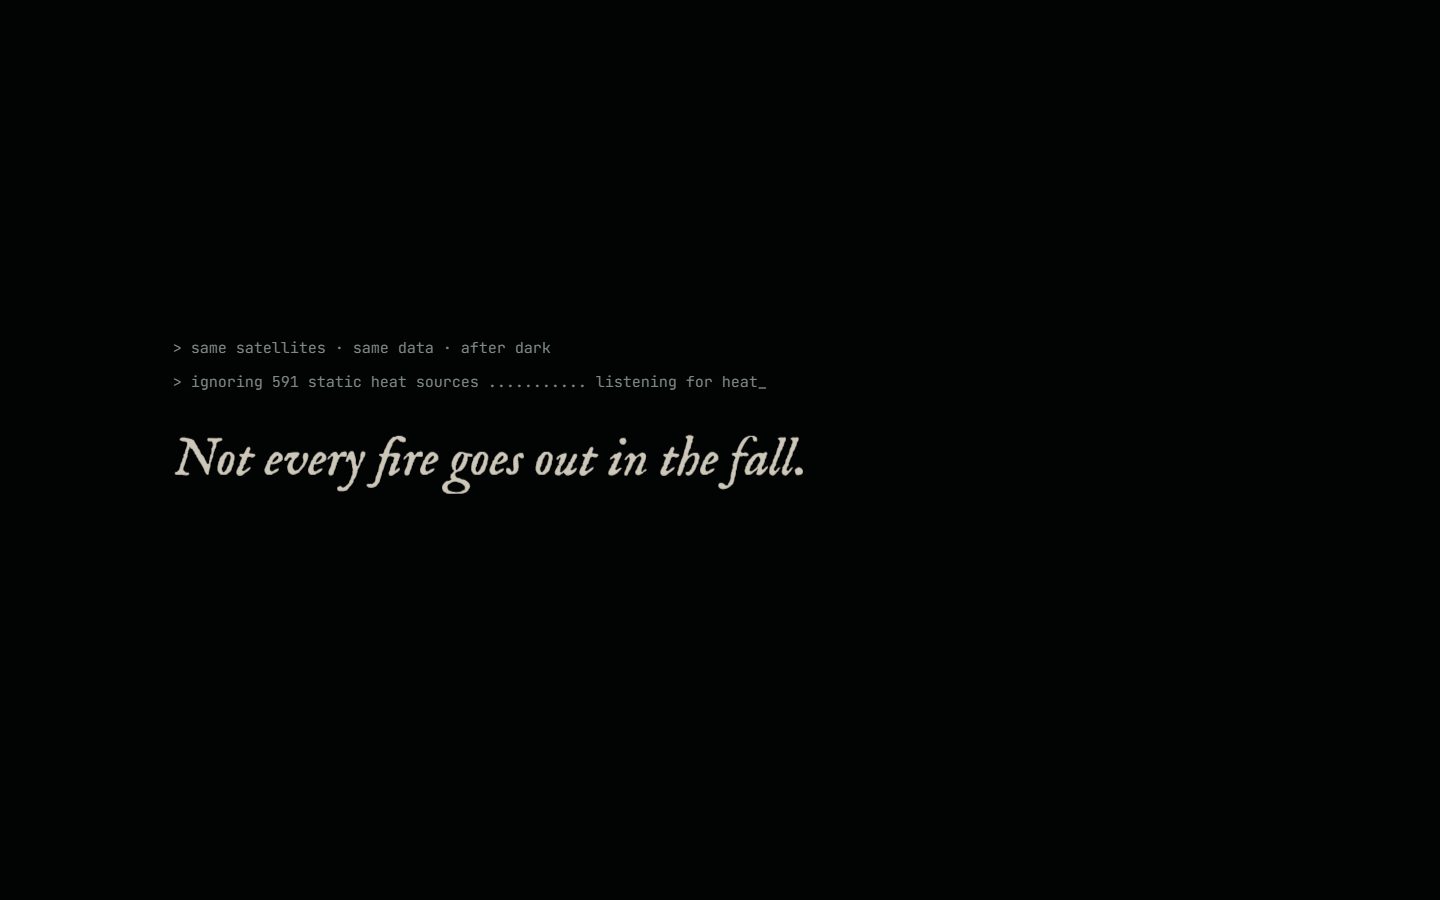 > same satellites · same data · after dark
> ignoring 591 static heat sources ........... listening for heat_
Not every fire goes out in the fall.